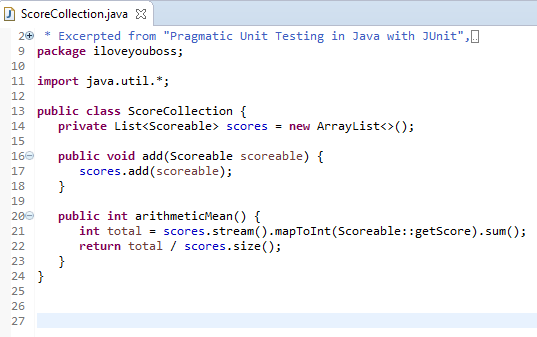 ScoreCollection.java
2 * Excerpted from "Pragmatic Unit Testing in Java with JUnit",
9 package iloveyouboss;
10
11 import java.util.*;
12
13 public class ScoreCollection {
14 private List<Scoreable> scores = new ArrayList<>();
15
16 public void add(Scoreable scoreable) {
17 scores.add(scoreable);
18 }
19
20 public int arithmeticMean() {
21 int total = scores.stream().mapToInt(Scoreable::getScore).sum();
22 return total / scores.size();
23 }
24 }
25
26
27